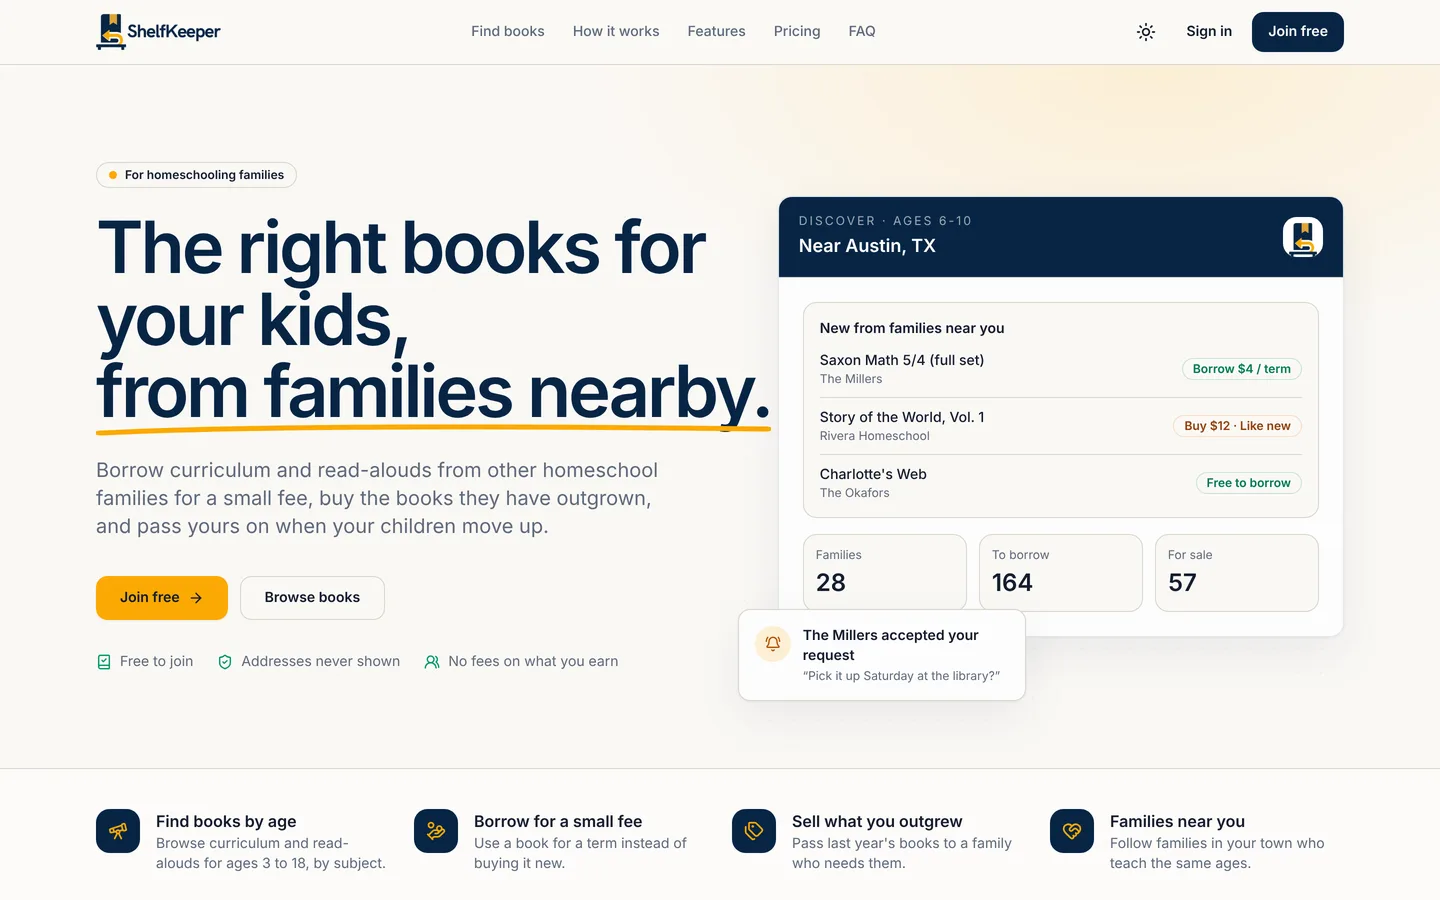 ShelfKeeper
Find books
How it works
Features
Pricing
FAQ
Sign in
Join free
For homeschooling families
The right books for
your kids,
from families nearby.
Borrow curriculum and read-alouds from other homeschool
families for a small fee, buy the books they have outgrown,
and pass yours on when your children move up.
Join free
Browse books
Free to join
Addresses never shown
No fees on what you earn
DISCOVER · AGES 6-10
Near Austin, TX
New from families near you
Saxon Math 5/4 (full set)
The Millers
Borrow $4 / term
Story of the World, Vol. 1
Rivera Homeschool
Buy $12 · Like new
Charlotte's Web
The Okafors
Free to borrow
Families
28
To borrow
164
For sale
57
The Millers accepted your
request
“Pick it up Saturday at the library?”
Find books by age
Browse curriculum and read-
alouds for ages 3 to 18, by subject.
Borrow for a small fee
Use a book for a term instead of
buying it new.
Sell what you outgrew
Pass last year's books to a family
who needs them.
Families near you
Follow families in your town who
teach the same ages.